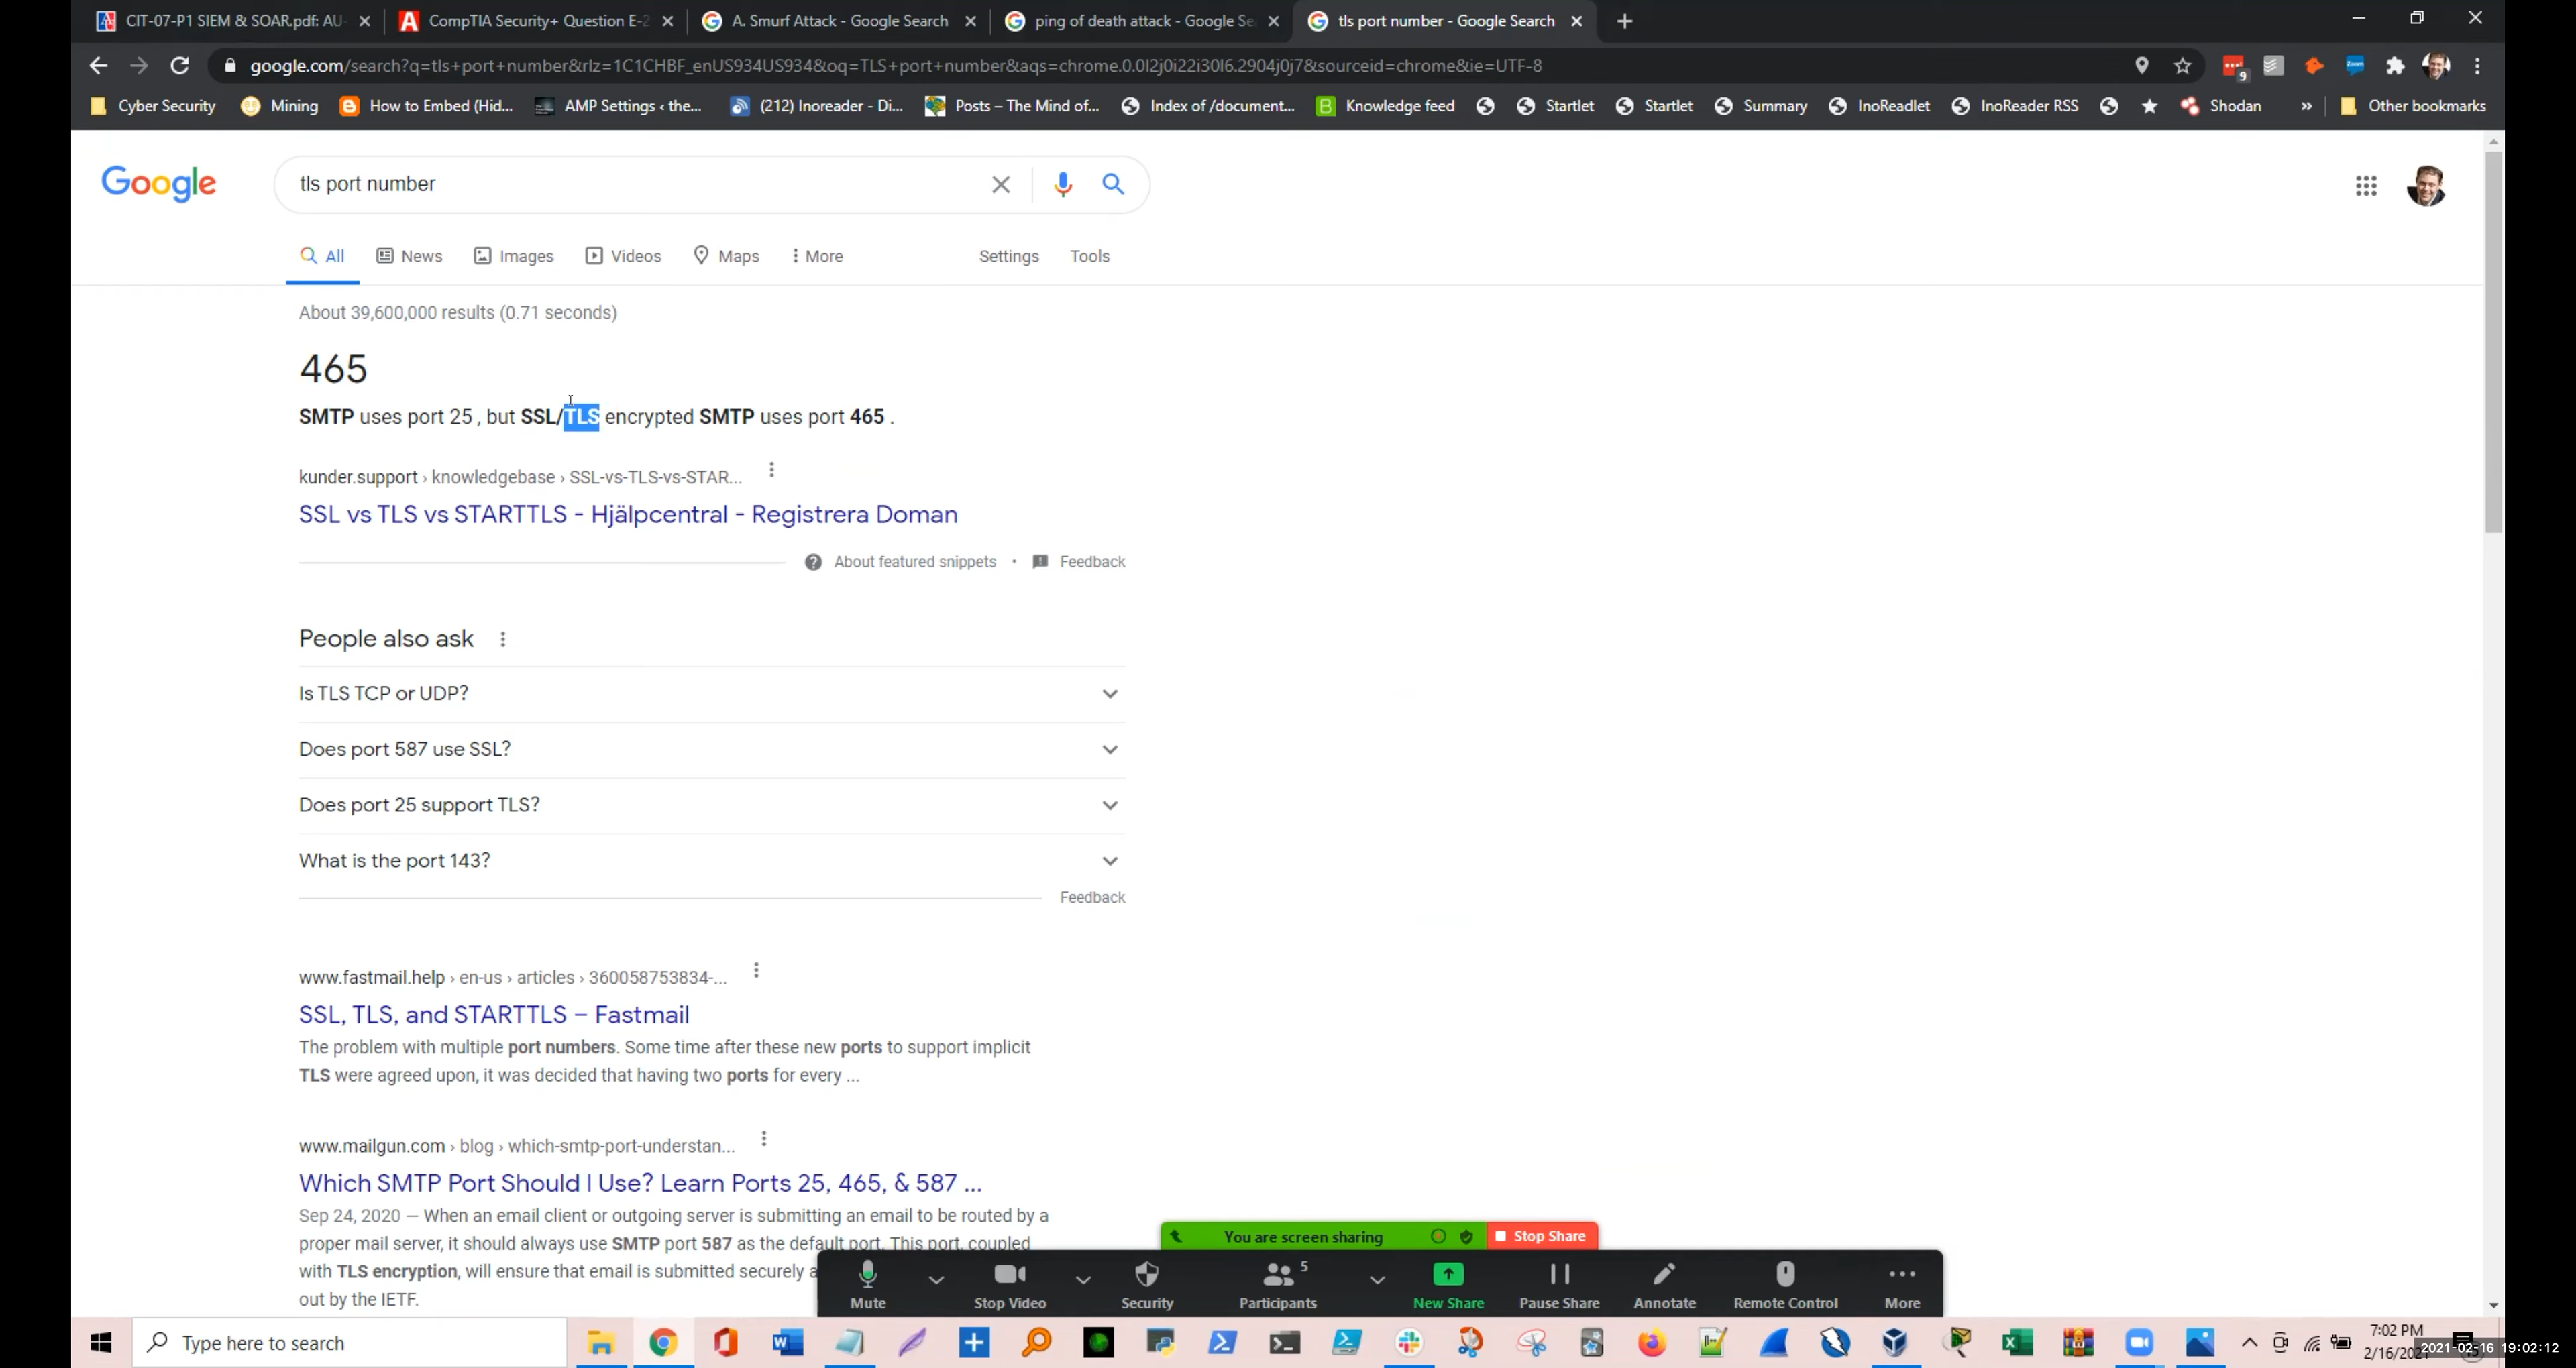 CIT-07-P1 SIEM & SOAR.pdf: AU-
CompTIA Security+ Question E-2
A. Smurf Attack - Google Search
ping of death attack - Google Se
tls port number - Google Search
google.com/search?q=tls+port+number&rlz=1C1CHBF_enUS934US934&oq=TLS+port+number&aqs=chrome.0.0l2j0i22i30l6.2904j0j7&sourceid=chrome&ie=UTF-8
9
Cyber Security
Mining
How to Embed (Hid...
AMP Settings ‹ the...
(212) Inoreader - Di...
Posts – The Mind of...
Index of /document...
Knowledge feed
Startlet
Startlet
Summary
InoReadlet
InoReader RSS
Shodan
»
Other bookmarks
Google
tls port number
All
News
Images
Videos
Maps
More
Settings
Tools
About 39,600,000 results (0.71 seconds)
465
SMTP uses port 25 , but SSL/TLS encrypted SMTP uses port 465 .
kunder.support › knowledgebase › SSL-vs-TLS-vs-STAR...
SSL vs TLS vs STARTTLS - Hjälpcentral - Registrera Doman
About featured snippets
•
Feedback
People also ask
Is TLS TCP or UDP?
Does port 587 use SSL?
Does port 25 support TLS?
What is the port 143?
Feedback
www.fastmail.help › en-us › articles › 360058753834-...
SSL, TLS, and STARTTLS – Fastmail
The problem with multiple port numbers. Some time after these new ports to support implicit
TLS were agreed upon, it was decided that having two ports for every ...
www.mailgun.com › blog › which-smtp-port-understan...
Which SMTP Port Should I Use? Learn Ports 25, 465, & 587 ...
Sep 24, 2020 — When an email client or outgoing server is submitting an email to be routed by a
proper mail server, it should always use SMTP port 587 as the default port. This port, coupled
with TLS encryption, will ensure that email is submitted securely a
out by the IETF.
You are screen sharing
Stop Share
Mute
Stop Video
Security
5
Participants
New Share
Pause Share
Annotate
Remote Control
More
Type here to search
7:02 PM
2/16/202
2021-02-16 19:02:12